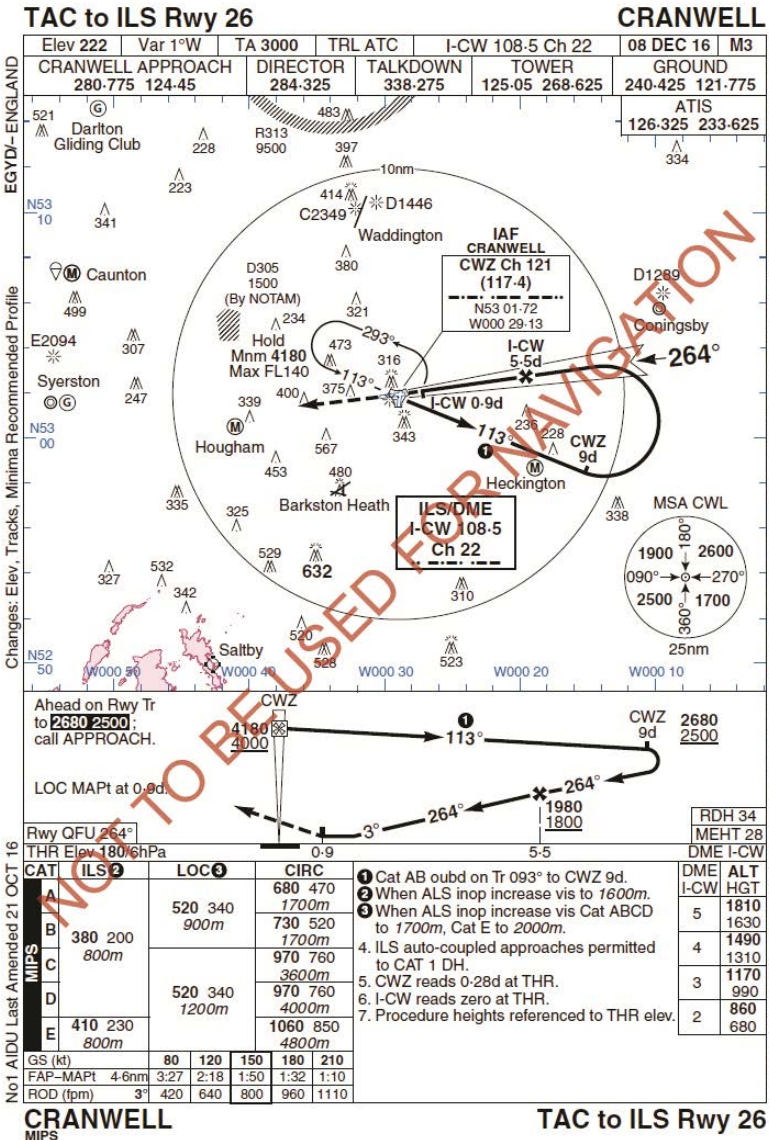 TAC to ILS Rwy 26 CRANWELL
Elev 222 Var 1°W TA 3000 TRL ATC I-CW 108·5 Ch 22 08 DEC 16 M3
CRANWELL APPROACH DIRECTOR TALKDOWN TOWER GROUND
280·775 124·45 284·325 338·275 125·05 268·625 240·425 121·775
ATIS
126·325 233·625
EGYD/– ENGLAND
Changes: Elev, Tracks, Minima Recommended Profile
No1 AIDU Last Amended 21 OCT 16
521
G
Darlton
Gliding Club
228
223
R313
9500
483
397
334
10nm
N53
10
341
414
C2349
D1446
Waddington
380
IAF
CRANWELL
CWZ Ch 121
(117·4)
N53 01·72
W000 29·13
M Caunton
499
D305
1500
(By NOTAM)
321
D1289
Coningsby
E2094
307
234
Hold
Mnm 4180
Max FL140
293°
473
316
113°
I-CW
5·5d
264°
Syerston
G
247
339
400
375
I-CW 0·9d
N53
00
M
Hougham
567
343
113°
1
236
228
CWZ
9d
M
Heckington
453
480
Barkston Heath
335
325
ILS/DME
I-CW 108·5
Ch 22
338
MSA CWL
180°
1900 2600
090° 270°
2500 1700
360°
25nm
327
532
342
529
632
310
520
528
523
Saltby
N52
50
W000 50 W000 40 W000 30 W000 20 W000 10
NOT TO BE USED FOR NAVIGATION
Ahead on Rwy Tr
to 2680 2500;
call APPROACH.
LOC MAPt at 0·9d.
CWZ
4180
4000
1
113°
CWZ
9d
2680
2500
264°
1980
1800
264°
3°
RDH 34
MEHT 28
Rwy QFU 264°
THR Elev 180/6hPa 0·9 5·5 DME I-CW
CAT ILS2 LOC3 CIRC
MIPS
A
B
C
D
E
380 200
800m
410 230
800m
520 340
900m
520 340
1200m
680 470
1700m
730 520
1700m
970 760
3600m
970 760
4000m
1060 850
4800m
1 Cat AB oubd on Tr 093° to CWZ 9d.
2 When ALS inop increase vis to 1600m.
3 When ALS inop increase vis Cat ABCD
to 1700m, Cat E to 2000m.
4. ILS auto-coupled approaches permitted
to CAT 1 DH.
5. CWZ reads 0·28d at THR.
6. I-CW reads zero at THR.
7. Procedure heights referenced to THR elev.
DME ALT
I-CW HGT
5 1810
1630
4 1490
1310
3 1170
990
2 860
680
GS (kt) 80 120 150 180 210
FAP–MAPt 4·6nm 3:27 2:18 1:50 1:32 1:10
ROD (fpm) 3° 420 640 800 960 1110
CRANWELL TAC to ILS Rwy 26
MIPS